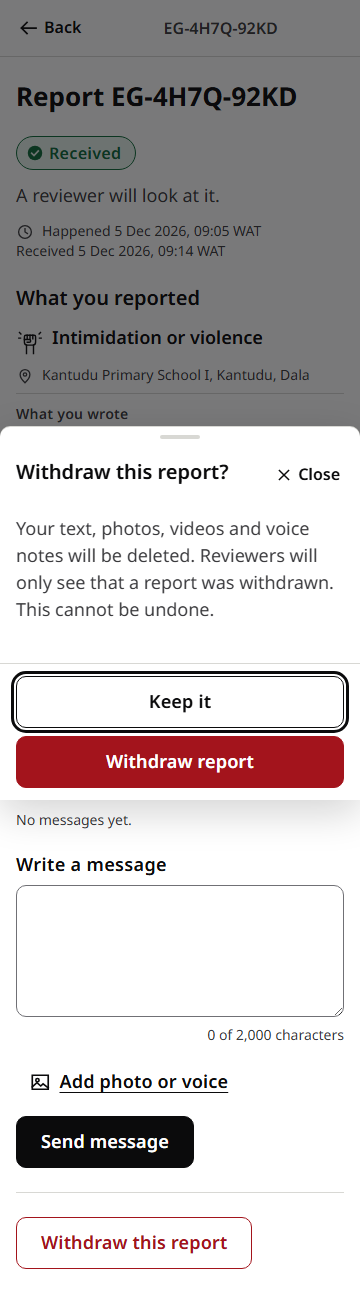 Back
EG-4H7Q-92KD
Report EG-4H7Q-92KD
Received
A reviewer will look at it.
Happened 5 Dec 2026, 09:05 WAT
Received 5 Dec 2026, 09:14 WAT
What you reported
Intimidation or violence
Kantudu Primary School I, Kantudu, Dala
What you wrote
Withdraw this report?
Close
Your text, photos, videos and voice
notes will be deleted. Reviewers will
only see that a report was withdrawn.
This cannot be undone.
Keep it
Withdraw report
No messages yet.
Write a message
0 of 2,000 characters
Add photo or voice
Send message
Withdraw this report